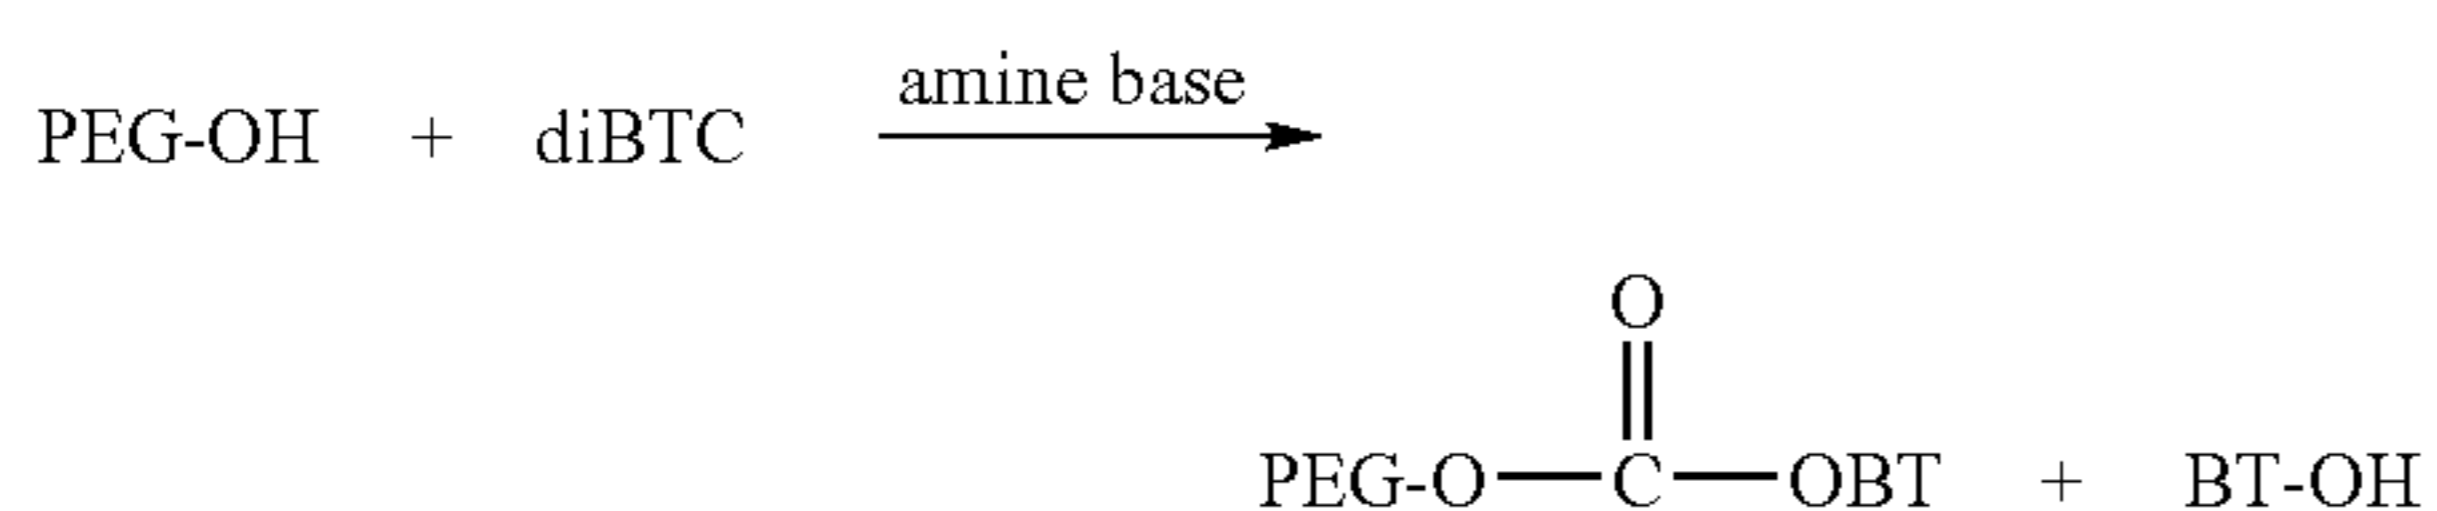 amine base
PEG-OH + diBTC
O
PEG-O—C—OBT + BT-OH